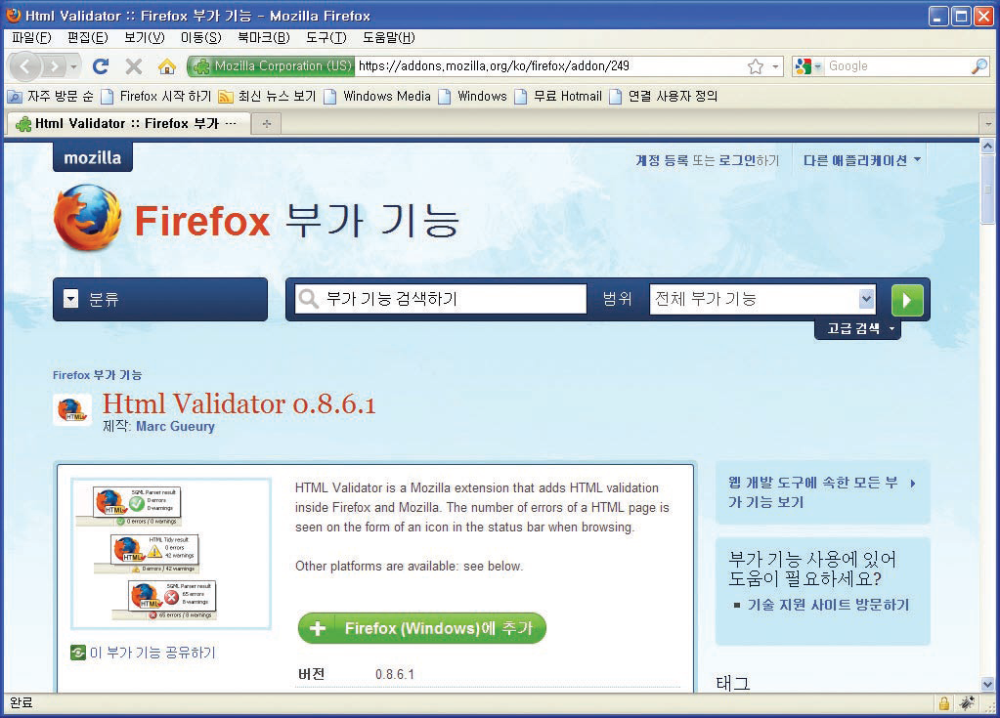 Html Validator :: Firefox 부가 기능 - Mozilla Firefox
파일(F) 편집(E) 보기(V) 이동(S) 북마크(B) 도구(T) 도움말(H)
Mozilla Corporation (US) https://addons.mozilla.org/ko/firefox/addon/249 Google
자주 방문 순 Firefox 시작 하기 최신 뉴스 보기 Windows Media Windows 무료 Hotmail 연결 사용자 정의
Html Validator :: Firefox 부가 ···
mozilla 계정 등록 또는 로그인하기 다른 애플리케이션
Firefox 부가 기능
분류 부가 기능 검색하기 범위 전체 부가 기능
고급 검색
Firefox 부가 기능
Html Validator 0.8.6.1
제작: Marc Gueury
SGML Parser result
0 errors
0 warnings
HTML
0 errors / 0 warnings
HTML Tidy result
0 errors
42 warnings
HTML
0 errors / 42 warnings
SGML Parser result
65 errors
8 warnings
HTML
65 errors / 8 warnings
이 부가 기능 공유하기
HTML Validator is a Mozilla extension that adds HTML validation
inside Firefox and Mozilla. The number of errors of a HTML page is
seen on the form of an icon in the status bar when browsing.
Other platforms are available: see below.
Firefox (Windows)에 추가
버전 0.8.6.1
웹 개발 도구에 속한 모든 부
가 기능 보기
부가 기능 사용에 있어
도움이 필요하세요?
기술 지원 사이트 방문하기
태그
완료